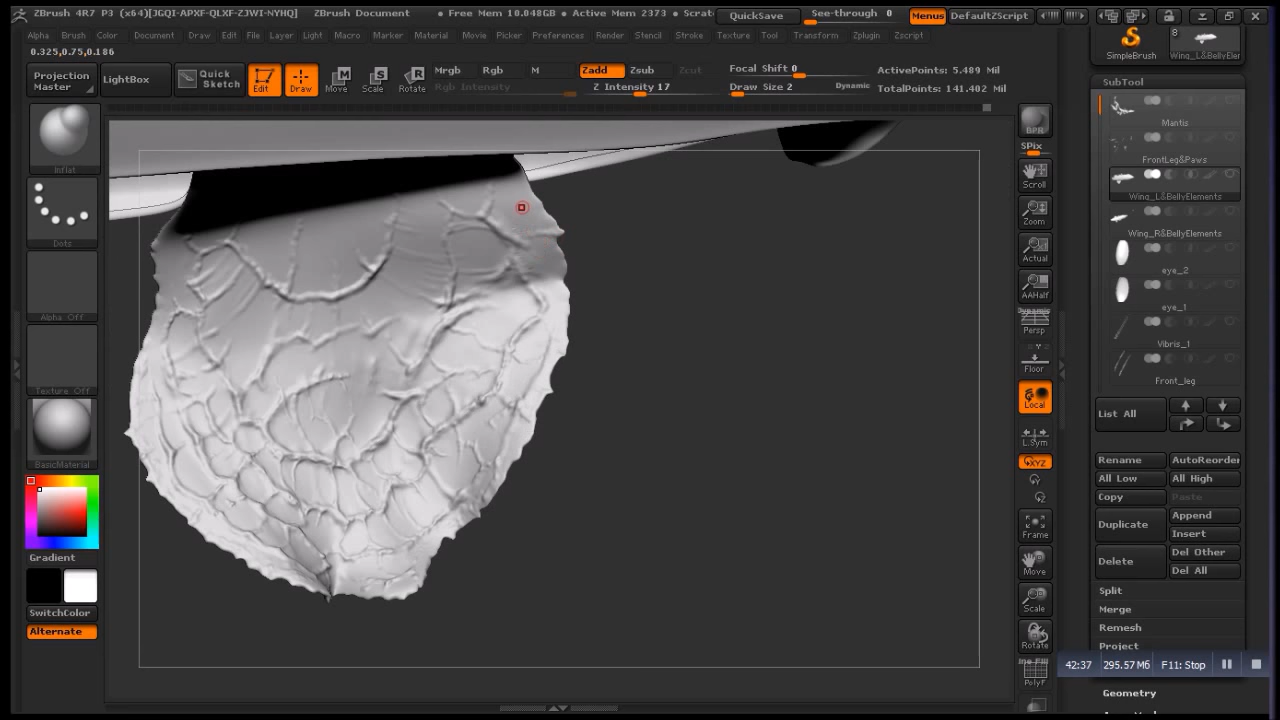 ZBrush 4R7 P3 (x64)[JGQI-APXF-QLXF-ZJWI-NYHQ] ZBrush Document • Free Mem 10.048GB • Active Mem 2373 • Scrat QuickSave See-through 0 Menus DefaultZScript
Alpha Brush Color Document Draw Edit File Layer Light Macro Marker Material Movie Picker Preferences Render Stencil Stroke Texture Tool Transform Zplugin Zscript
0.325,0.75,0.186
Projection Master
LightBox
Quick Sketch
Edit
Draw
Move
Scale
Rotate
Mrgb Rgb M
Rgb Intensity
Zadd Zsub Zcut
Z Intensity 17
Focal Shift 0
Draw Size 2 Dynamic
ActivePoints: 5.489 Mil
TotalPoints: 141.402 Mil
Inflat
Dots
Alpha Off
Texture Off
BasicMaterial
Gradient
SwitchColor
Alternate
BPR
SPix
Scroll
Zoom
Actual
AAHalf
Dynamic
Persp
Floor
Local
L.Sym
XYZ
Frame
Move
Scale
Rotate
PolyF
8
SimpleBrush
Wing_L&BellyEler
SubTool
Mantis
FrontLeg&Paws
Wing_L&BellyElements
Wing_R&BellyElements
eye_2
eye_1
Vibris_1
Front_leg
List All
Rename AutoReorder
All Low All High
Copy Paste
Duplicate
Append
Insert
Delete
Del Other
Del All
Split
Merge
Remesh
Project
42:37 295.57Мб F11: Stop
Geometry